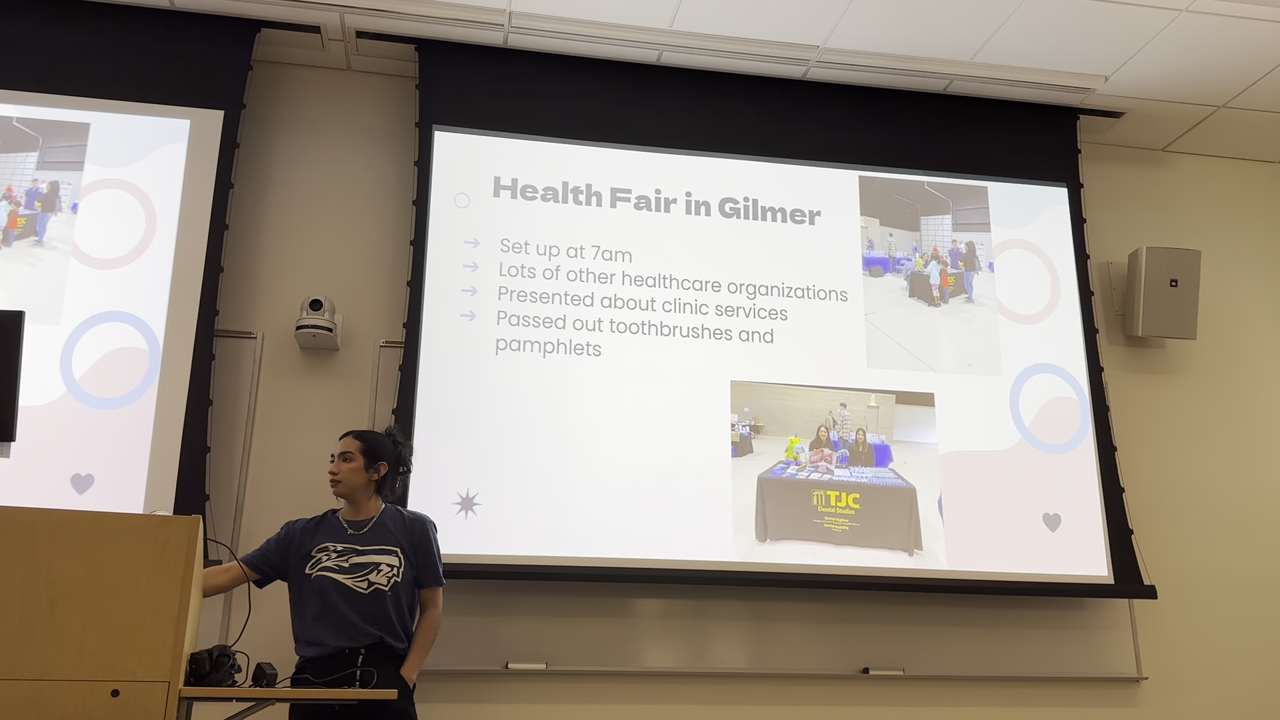 Health Fair in Gilmer
Set up at 7am
Lots of other healthcare organizations
Presented about clinic services
Passed out toothbrushes and
pamphlets
TJC
Dental Studies